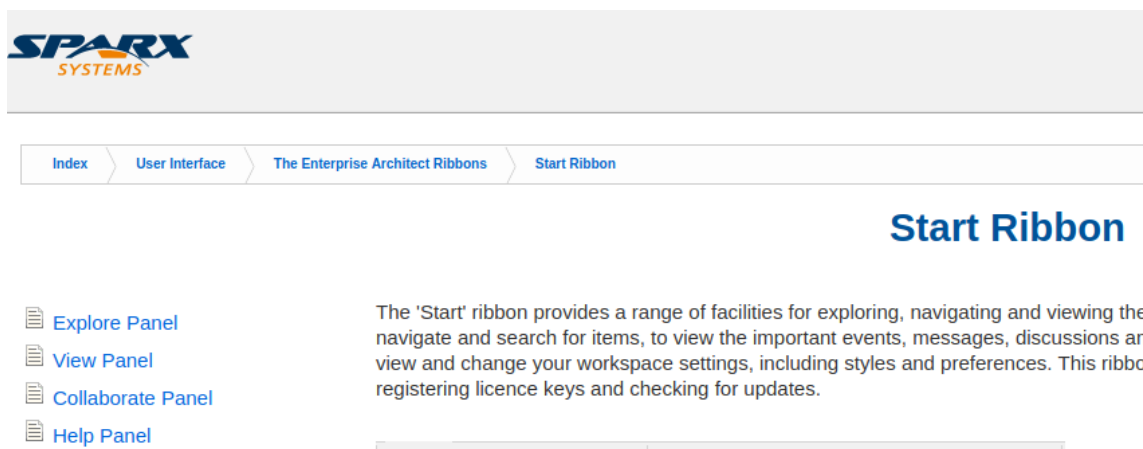 SPARX
SYSTEMS
Index User Interface The Enterprise Architect Ribbons Start Ribbon
Start Ribbon
Explore Panel
View Panel
Collaborate Panel
Help Panel
The 'Start' ribbon provides a range of facilities for exploring, navigating and viewing the
navigate and search for items, to view the important events, messages, discussions
view and change your workspace settings, including styles and preferences. This
registering licence keys and checking for updates.